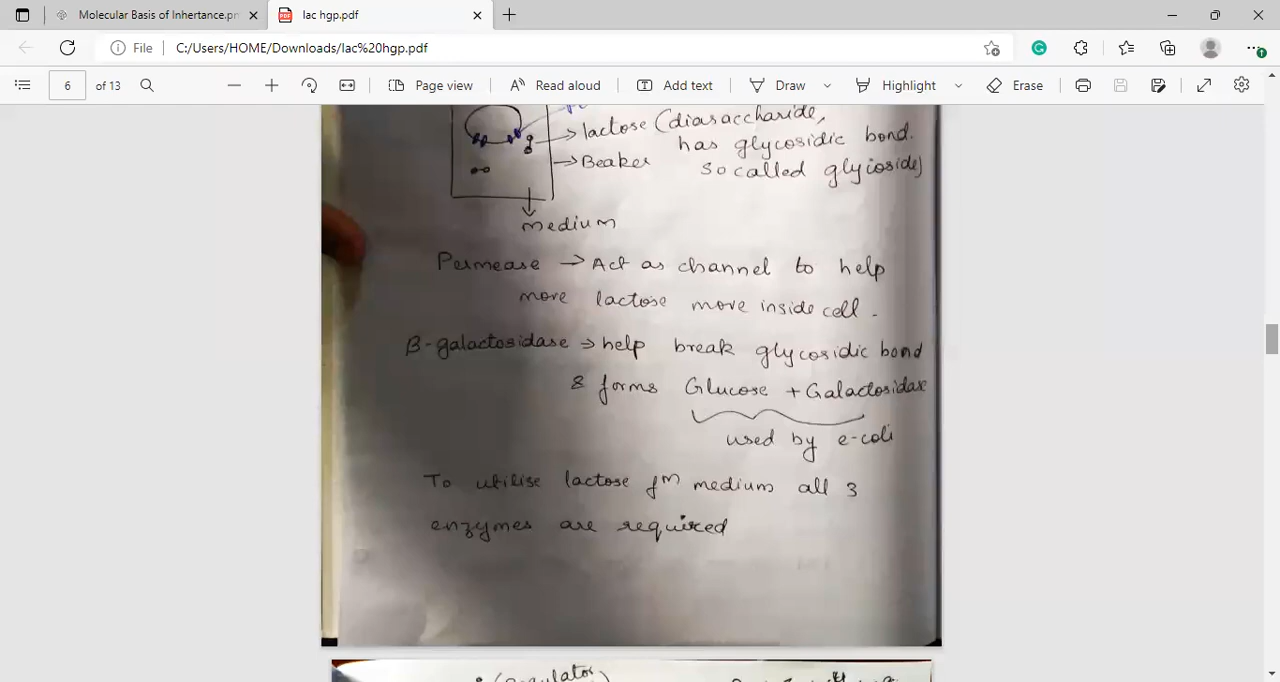 Molecular Basis of Inhertance.pr
lac hgp.pdf
File
C:/Users/HOME/Downloads/lac%20hgp.pdf
6 of 13
Page view
Read aloud
Add text
Draw
Highlight
Erase
→ lactose (diasaccharide,
has glycosidic bond.
→ Beaker
so called glycioside)
medium
Permease → Act as channel to help
more lactose more inside cell.
β-galactosidase → help break glycosidic bond
& forms Glucose + Galactosidase
used by e-coli
To utilise lactose fm medium all 3
enzymes are required